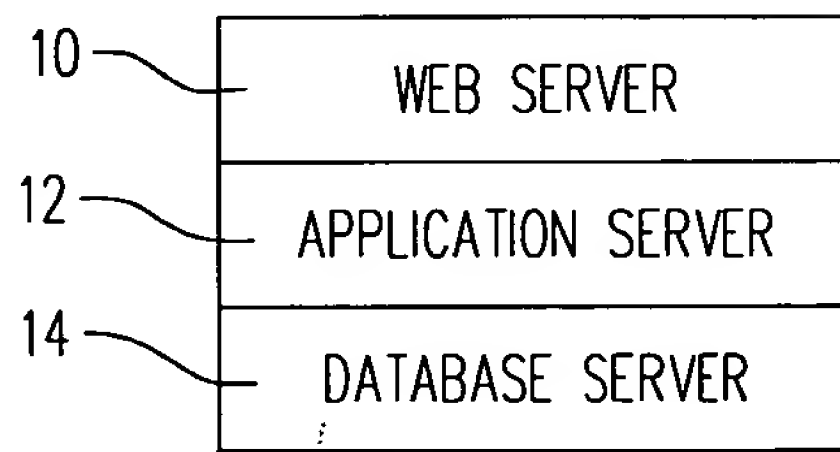 10 WEB SERVER
12 APPLICATION SERVER
14 DATABASE SERVER